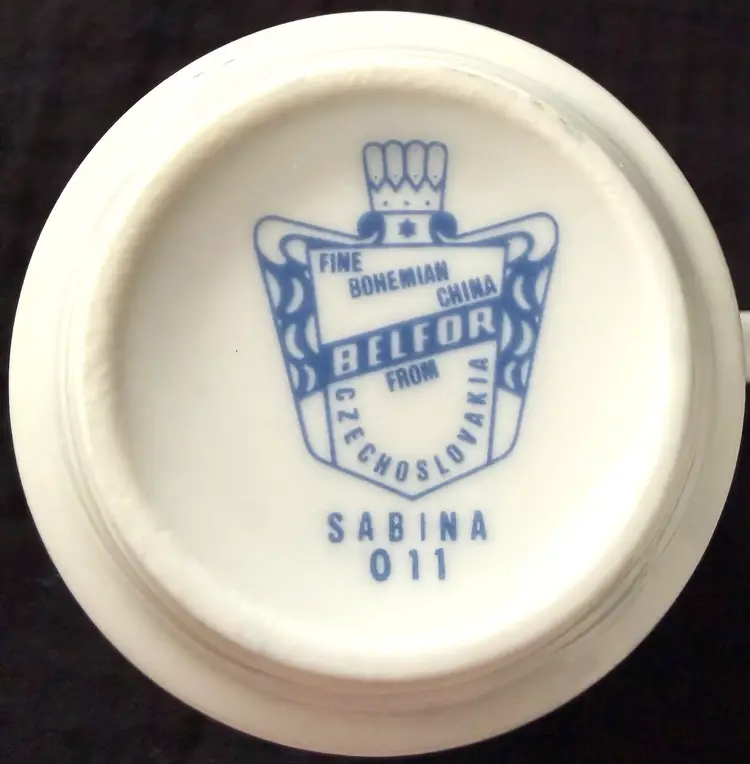 FINE
BOHEMIAN
CHINA
BELFOR
FROM
CZECHOSLOVAKIA
SABINA
011